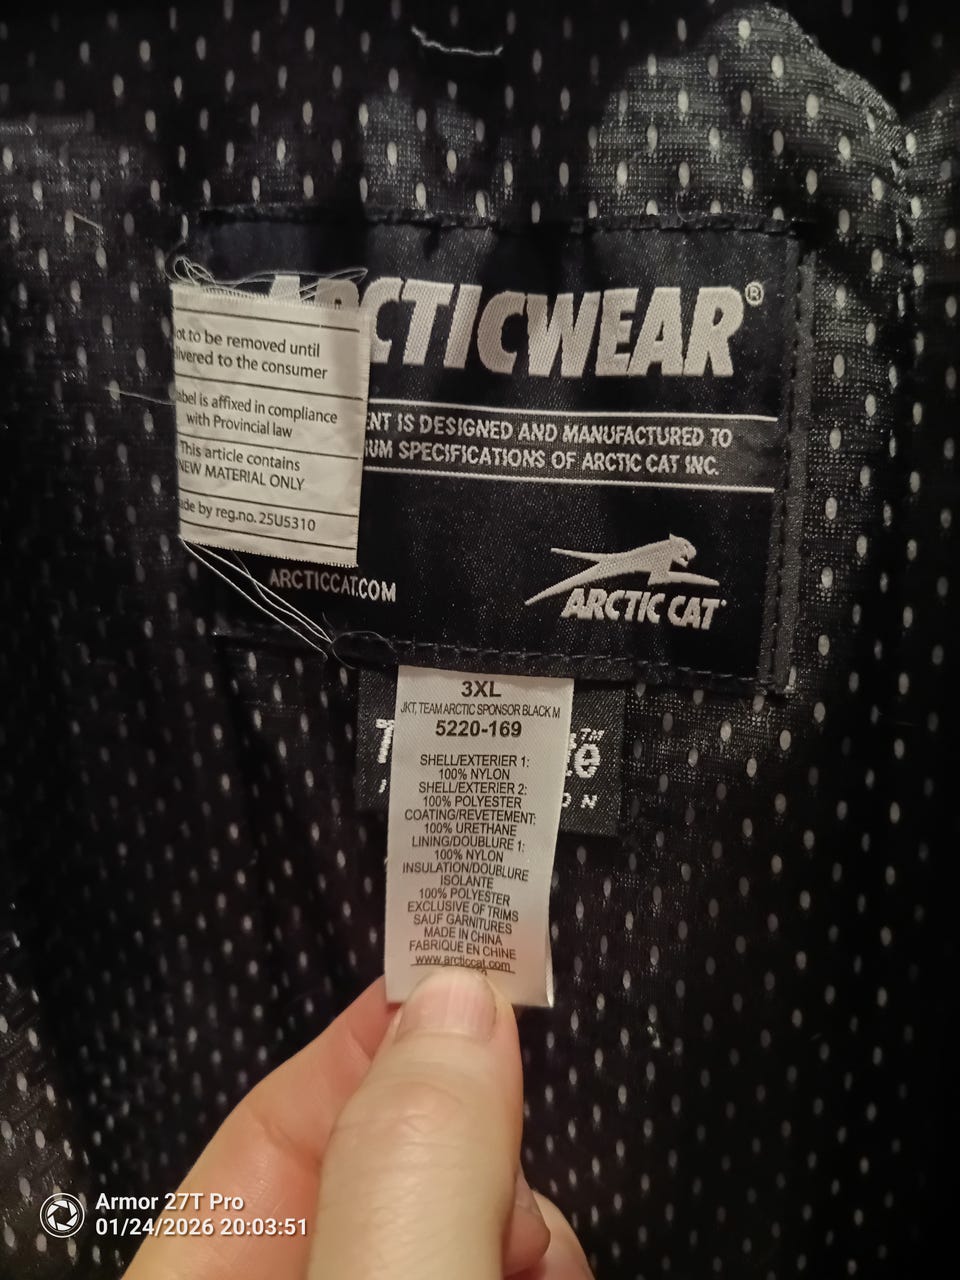 ARCTICWEAR®
ot to be removed until
livered to the consumer
abel is affixed in compliance
with Provincial law
This article contains
NEW MATERIAL ONLY
ade by reg.no. 25U5310
ENT IS DESIGNED AND MANUFACTURED TO
UM SPECIFICATIONS OF ARCTIC CAT INC.
ARCTICCAT.COM
ARCTIC CAT
3XL
JKT, TEAM ARCTIC SPONSOR BLACK M
5220-169
SHELL/EXTERIER 1:
100% NYLON
SHELL/EXTERIER 2:
100% POLYESTER
COATING/REVETEMENT:
100% URETHANE
LINING/DOUBLURE 1:
100% NYLON
INSULATION/DOUBLURE
ISOLANTE
100% POLYESTER
EXCLUSIVE OF TRIMS
SAUF GARNITURES
MADE IN CHINA
FABRIQUE EN CHINE
www.arcticcat.com
Armor 27T Pro
01/24/2026 20:03:51